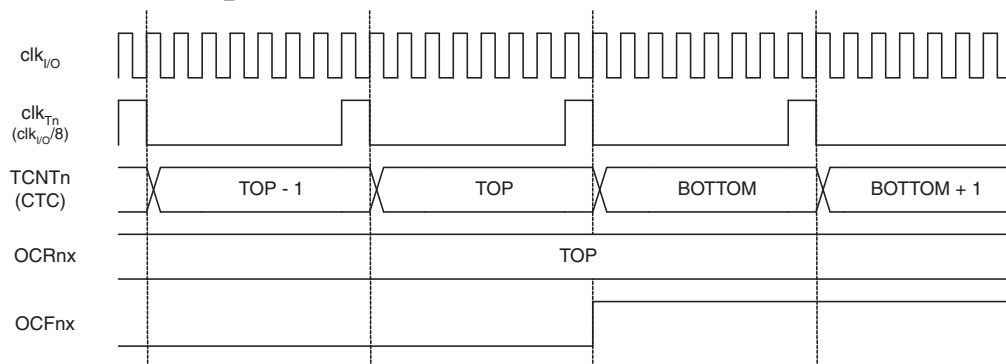 clkI/O
clkTn
(clkI/O/8)
TCNTn
(CTC)
TOP - 1
TOP
BOTTOM
BOTTOM + 1
OCRnx
TOP
OCFnx